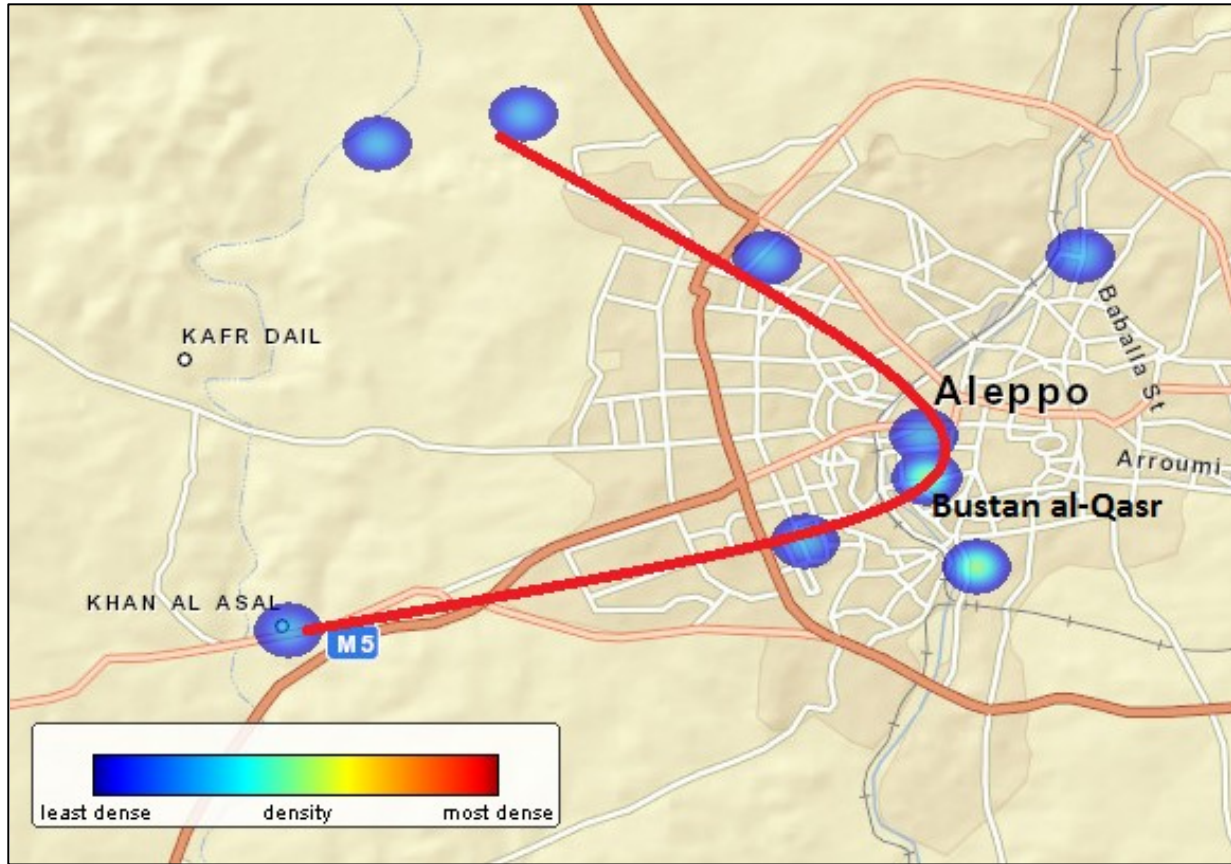 KAFR DAIL
Aleppo
Baballa St
Arroumi
Bustan al-Qasr
KHAN AL ASAL
M5
least dense density most dense